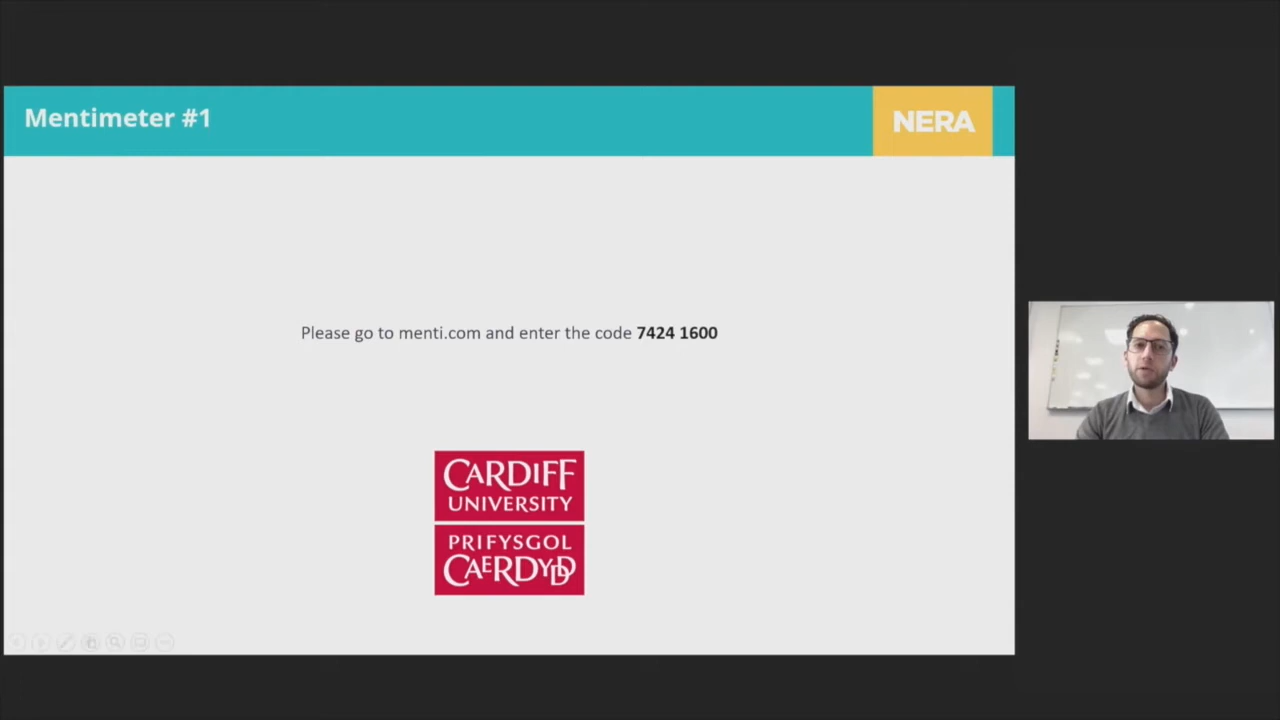 Mentimeter #1
NERA
Please go to menti.com and enter the code 7424 1600
CARDIFF
UNIVERSITY
PRIFYSGOL
CAERDYDD